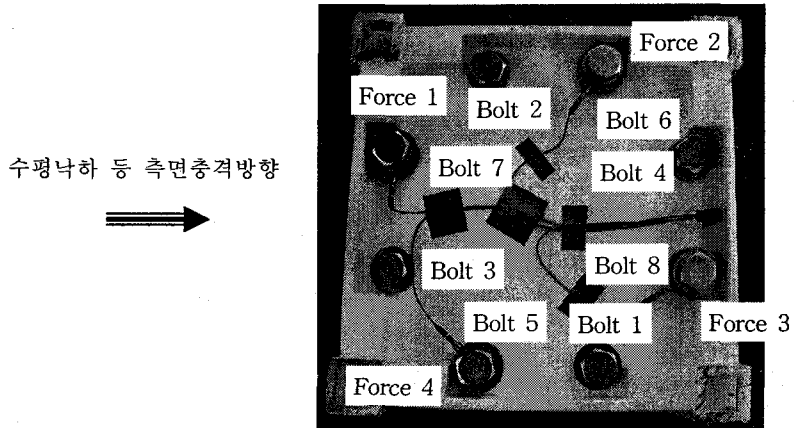 Force 2
Force 1
Bolt 2
Bolt 6
수평낙하 등 측면충격방향
Bolt 7
Bolt 4
Bolt 3
Bolt 8
Bolt 5
Bolt 1
Force 3
Force 4